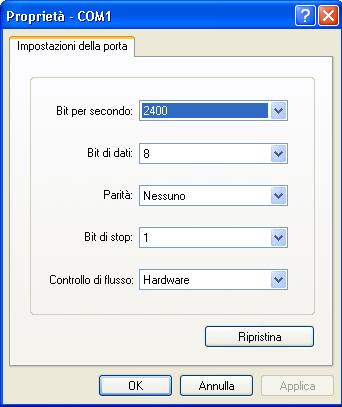 Proprietà - COM1
Impostazioni della porta
Bit per secondo: 2400
Bit di dati: 8
Parità: Nessuno
Bit di stop: 1
Controllo di flusso: Hardware
Ripristina
OK Annulla Applica